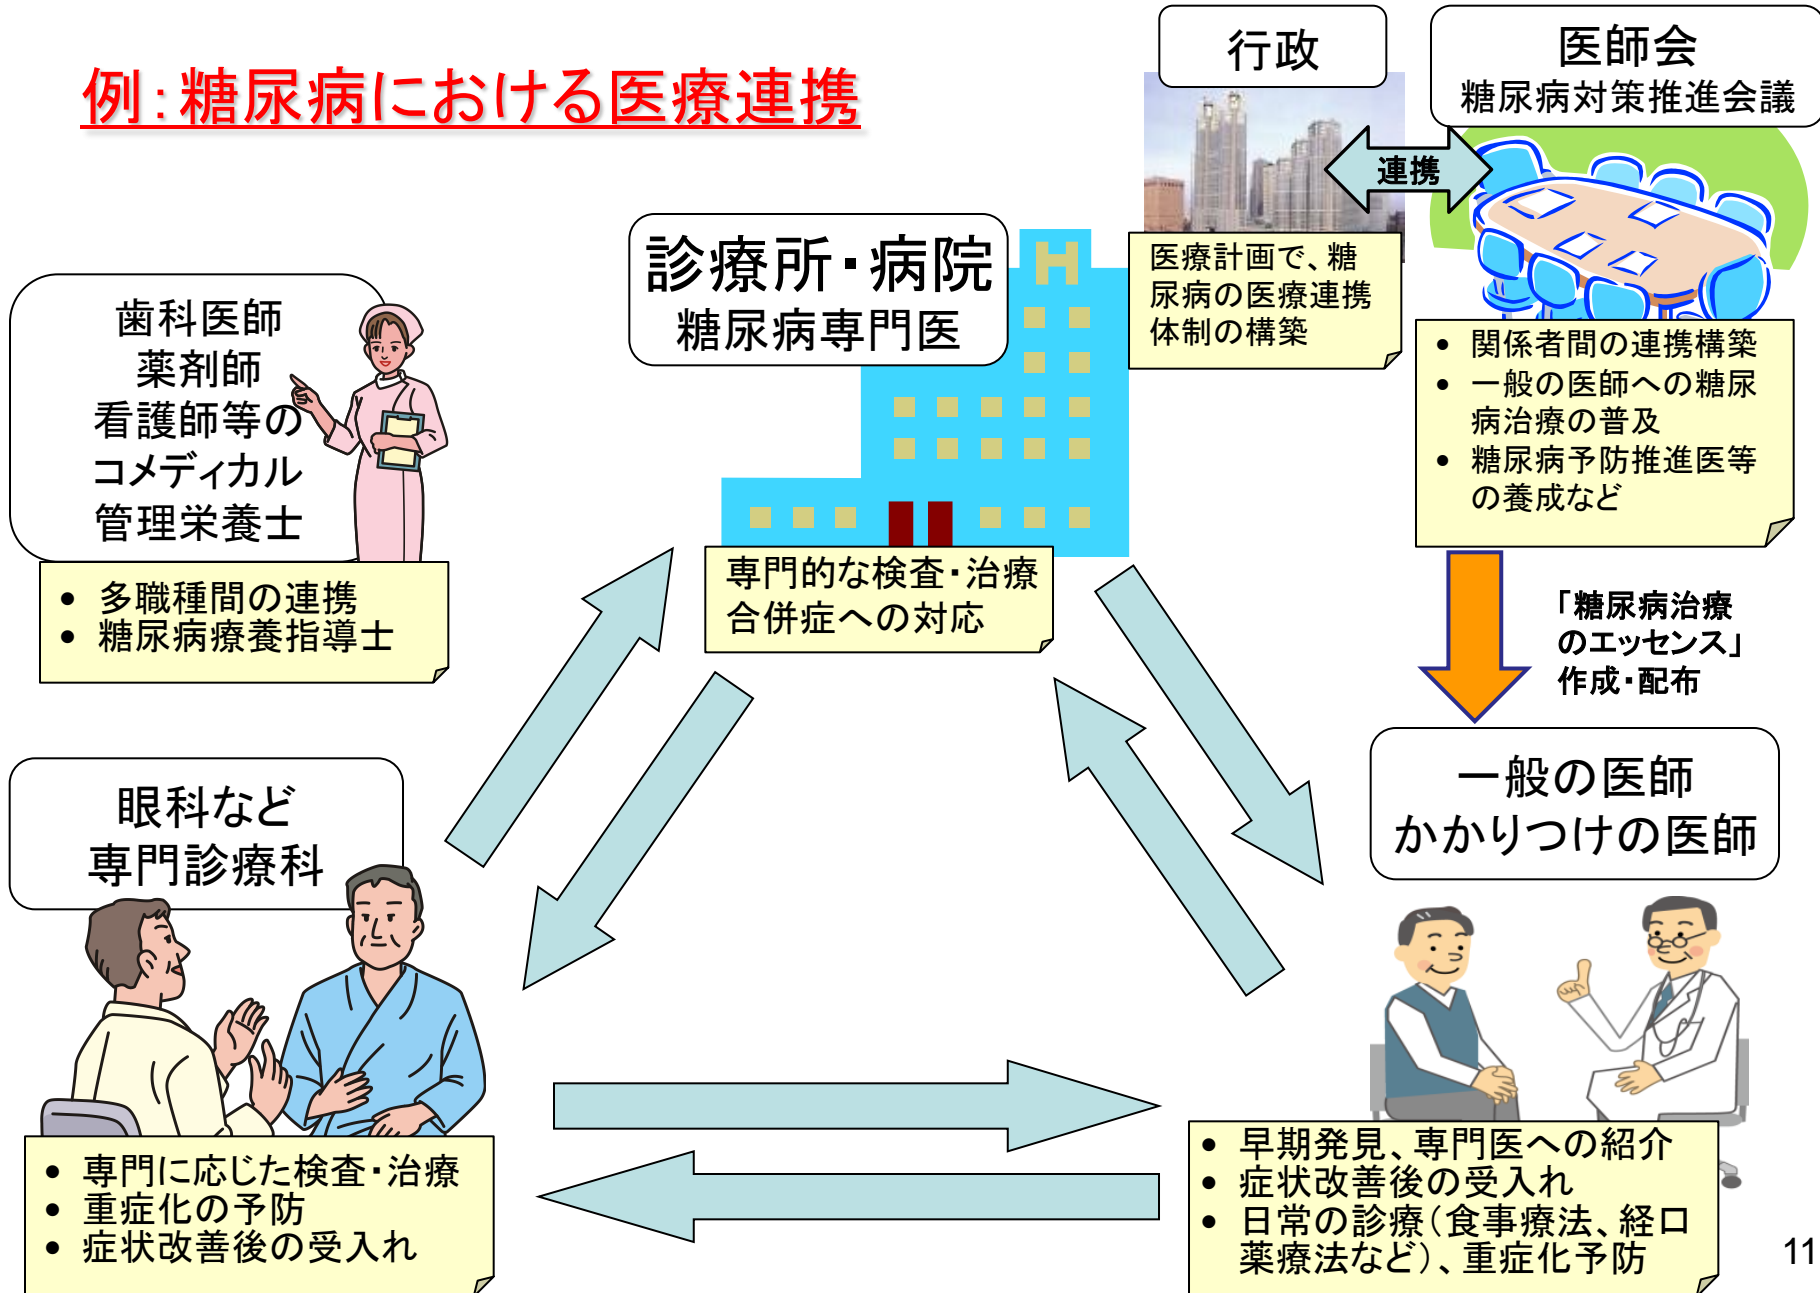 例：糖尿病における医療連携
行政
医師会
糖尿病対策推進会議
連携
医療計画で、糖
尿病の医療連携
体制の構築
• 関係者間の連携構築
• 一般の医師への糖尿
病治療の普及
• 糖尿病予防推進医等
の養成など
診療所・病院
糖尿病専門医
H
専門的な検査・治療
合併症への対応
歯科医師
薬剤師
看護師等の
コメディカル
管理栄養士
• 多職種間の連携
• 糖尿病療養指導士
「糖尿病治療
のエッセンス」
作成・配布
眼科など
専門診療科
• 専門に応じた検査・治療
• 重症化の予防
• 症状改善後の受入れ
一般の医師
かかりつけの医師
• 早期発見、専門医への紹介
• 症状改善後の受入れ
• 日常の診療（食事療法、経口
薬療法など）、重症化予防
11